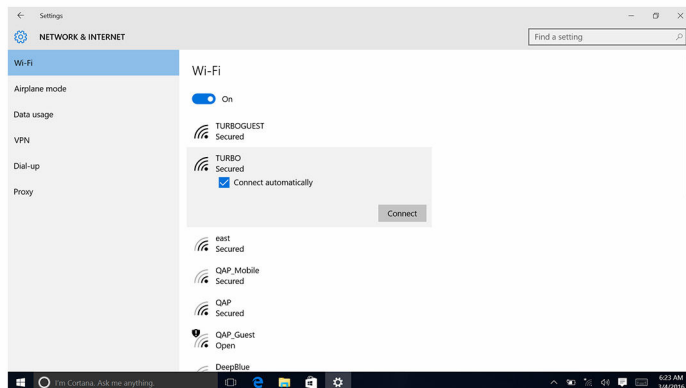 Settings
NETWORK & INTERNET
Find a setting
Wi-Fi
Airplane mode
Data usage
VPN
Dial-up
Proxy
Wi-Fi
On
TURBOGUEST
Secured
TURBO
Secured
Connect automatically
Connect
east
Secured
QAP_Mobile
Secured
QAP
Secured
QAP_Guest
Open
DeepBlue
I'm Cortana. Ask me anything.
6:23 AM
3/4/2016